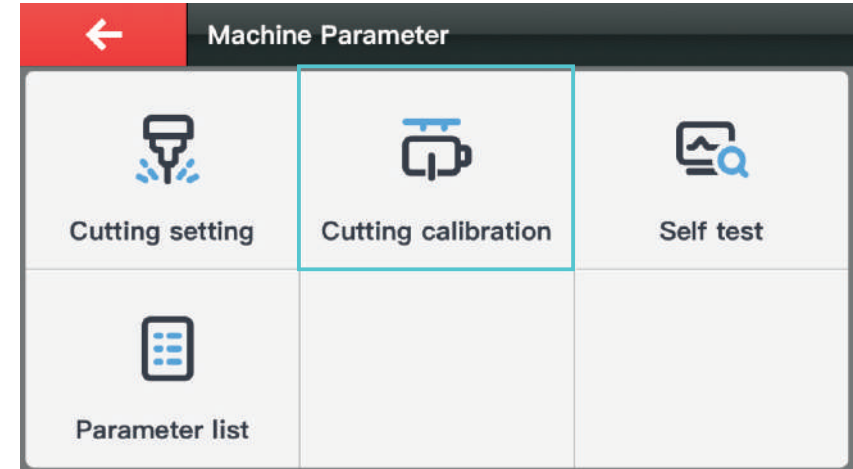 Machine Parameter
Cutting setting
Cutting calibration
Self test
Parameter list